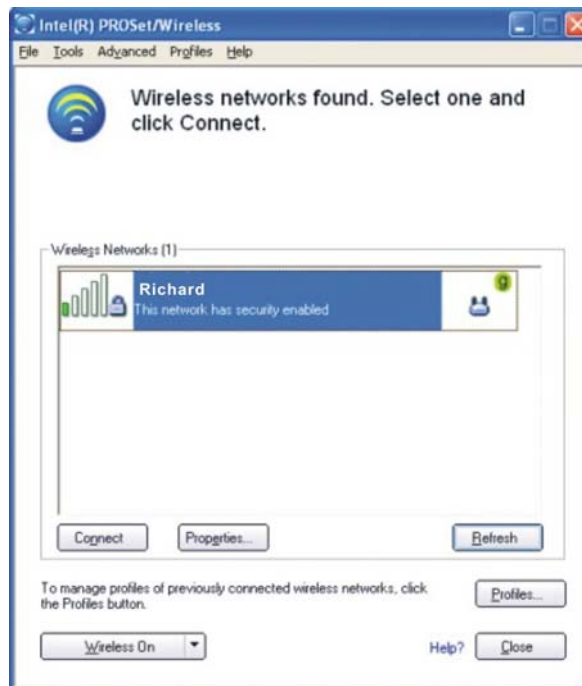 Intel(R) PROSet/Wireless
File Tools Advanced Profiles Help
Wireless networks found. Select one and
click Connect.
Wireless Networks (1)
Richard
This network has security enabled
g
Connect Properties... Refresh
To manage profiles of previously connected wireless networks, click
the Profiles button.
Profiles...
Wireless On Help? Close